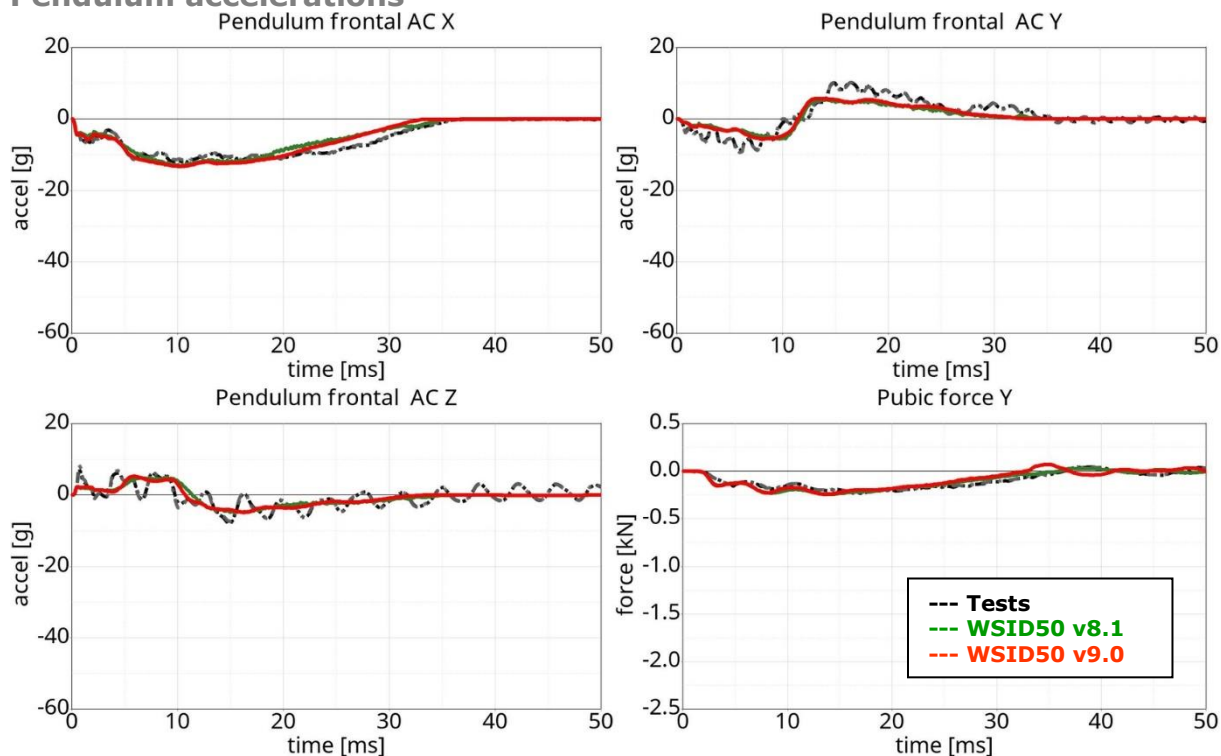 Pendulum accelerations
Pendulum frontal AC X
20
0
-20
-40
-60
accel [g]
0 10 20 30 40 50
time [ms]
Pendulum frontal AC Y
20
0
-20
-40
-60
accel [g]
0 10 20 30 40 50
time [ms]
Pendulum frontal AC Z
20
0
-20
-40
-60
accel [g]
0 10 20 30 40 50
time [ms]
Pubic force Y
0.5
0.0
-0.5
-1.0
-1.5
-2.0
-2.5
force [kN]
0 10 20 30 40 50
time [ms]
--- Tests
--- WSID50 v8.1
--- WSID50 v9.0